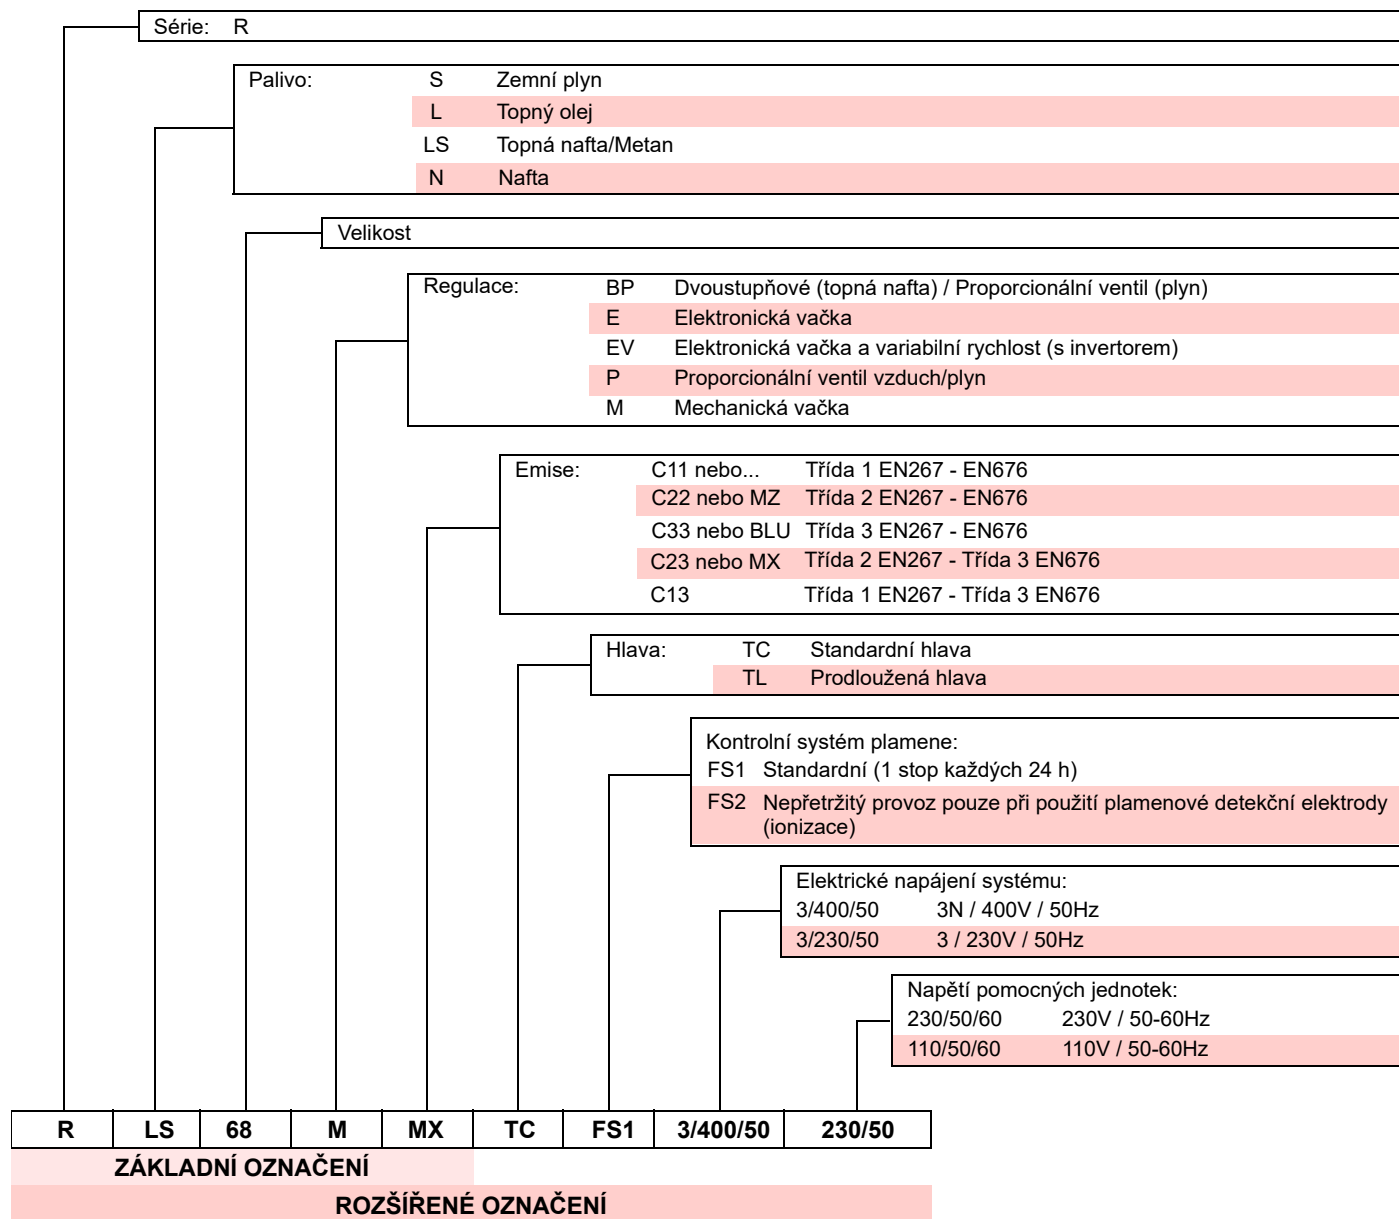 Série: R
Palivo: S Zemní plyn
L Topný olej
LS Topná nafta/Metan
N Nafta
Velikost
Regulace: BP Dvoustupňové (topná nafta) / Proporcionální ventil (plyn)
E Elektronická vačka
EV Elektronická vačka a variabilní rychlost (s invertorem)
P Proporcionální ventil vzduch/plyn
M Mechanická vačka
Emise: C11 nebo... Třída 1 EN267 - EN676
C22 nebo MZ Třída 2 EN267 - EN676
C33 nebo BLU Třída 3 EN267 - EN676
C23 nebo MX Třída 2 EN267 - Třída 3 EN676
C13 Třída 1 EN267 - Třída 3 EN676
Hlava: TC Standardní hlava
TL Prodloužená hlava
Kontrolní systém plamene:
FS1 Standardní (1 stop každých 24 h)
FS2 Nepřetržitý provoz pouze při použití plamenové detekční elektrody
(ionizace)
Elektrické napájení systému:
3/400/50 3N / 400V / 50Hz
3/230/50 3 / 230V / 50Hz
Napětí pomocných jednotek:
230/50/60 230V / 50-60Hz
110/50/60 110V / 50-60Hz
R LS 68 M MX TC FS1 3/400/50 230/50
ZÁKLADNÍ OZNAČENÍ
ROZŠÍŘENÉ OZNAČENÍ